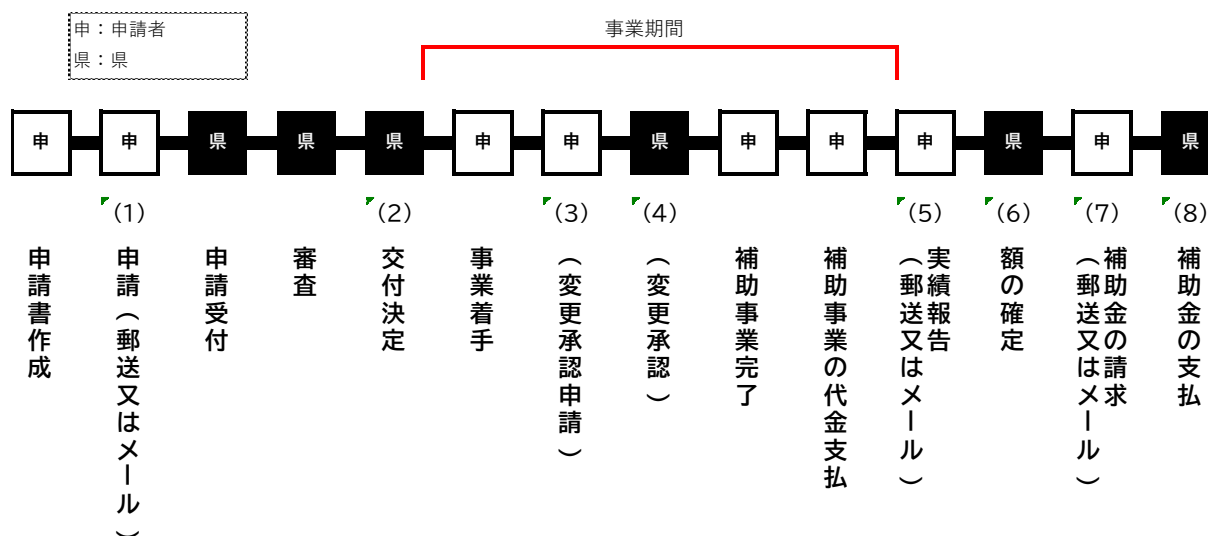 申：申請者
県：県
事業期間
申 申 県 県 県 申 申 県 申 申 申 県 申 県
(1) (2) (3) (4) (5) (6) (7) (8)
申請書作成
申請（郵送又はメール）
申請受付
審査
交付決定
事業着手
（変更承認申請）
（変更承認）
補助事業完了
補助事業の代金支払
実績報告
（郵送又はメール）
額の確定
補助金の請求
（郵送又はメール）
補助金の支払